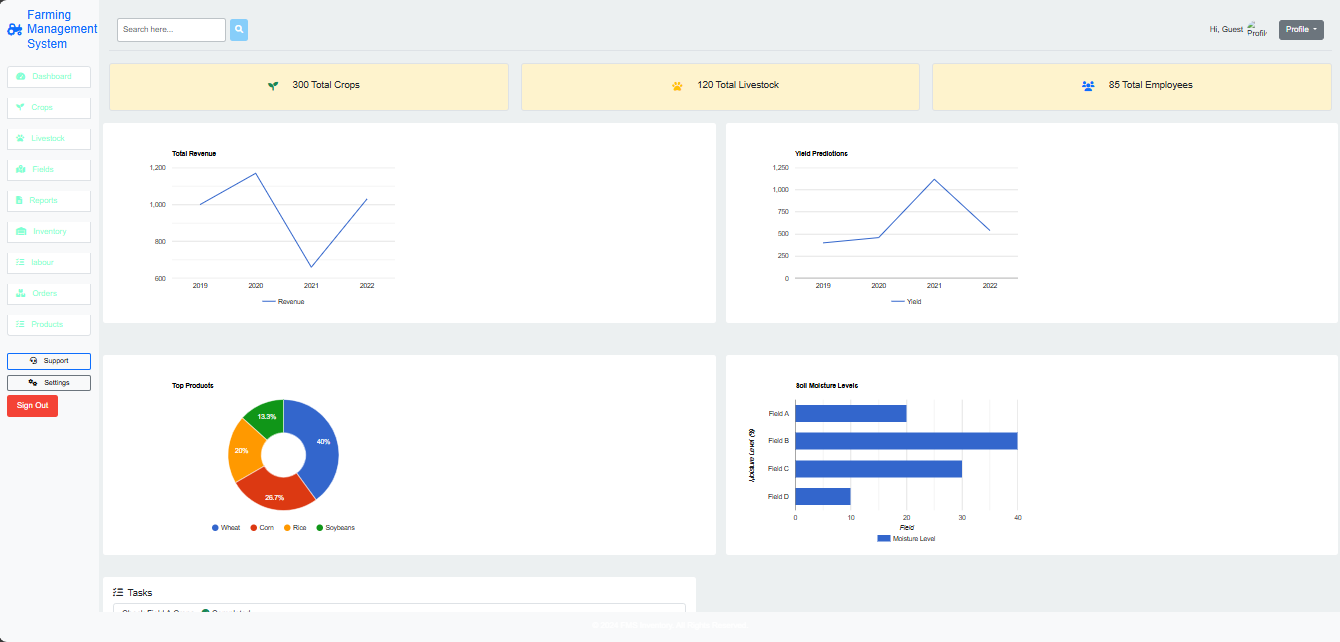 Farming
Management
System
Search here...
Hi, Guest
Profil
Profile
Dashboard
Crops
Livestock
Fields
Reports
Inventory
labour
Orders
Products
Support
Settings
Sign Out
300 Total Crops
120 Total Livestock
85 Total Employees
Total Revenue
1,200
1,000
800
600
2019
2020
2021
2022
Revenue
Yield Predictions
1,250
1,000
750
500
250
0
2019
2020
2021
2022
Yield
Top Products
13.3%
40%
20%
26.7%
Wheat
Corn
Rice
Soybeans
Soil Moisture Levels
Moisture Level (%)
Field A
Field B
Field C
Field D
0
10
20
30
40
Field
Moisture Level
Tasks